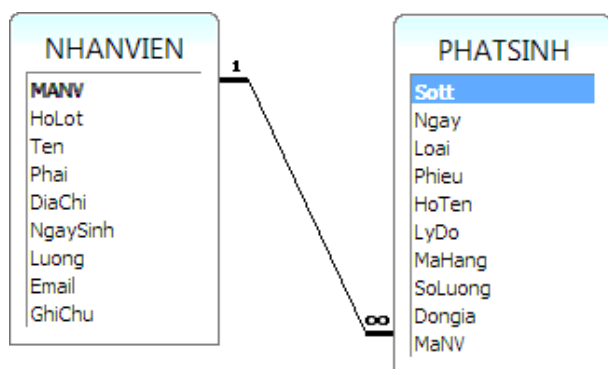 NHANVIEN
MANV
HoLot
Ten
Phai
DiaChi
NgaySinh
Luong
Email
GhiChu
1
∞
PHATSINH
Sott
Ngay
Loai
Phieu
HoTen
LyDo
MaHang
SoLuong
Dongia
MaNV